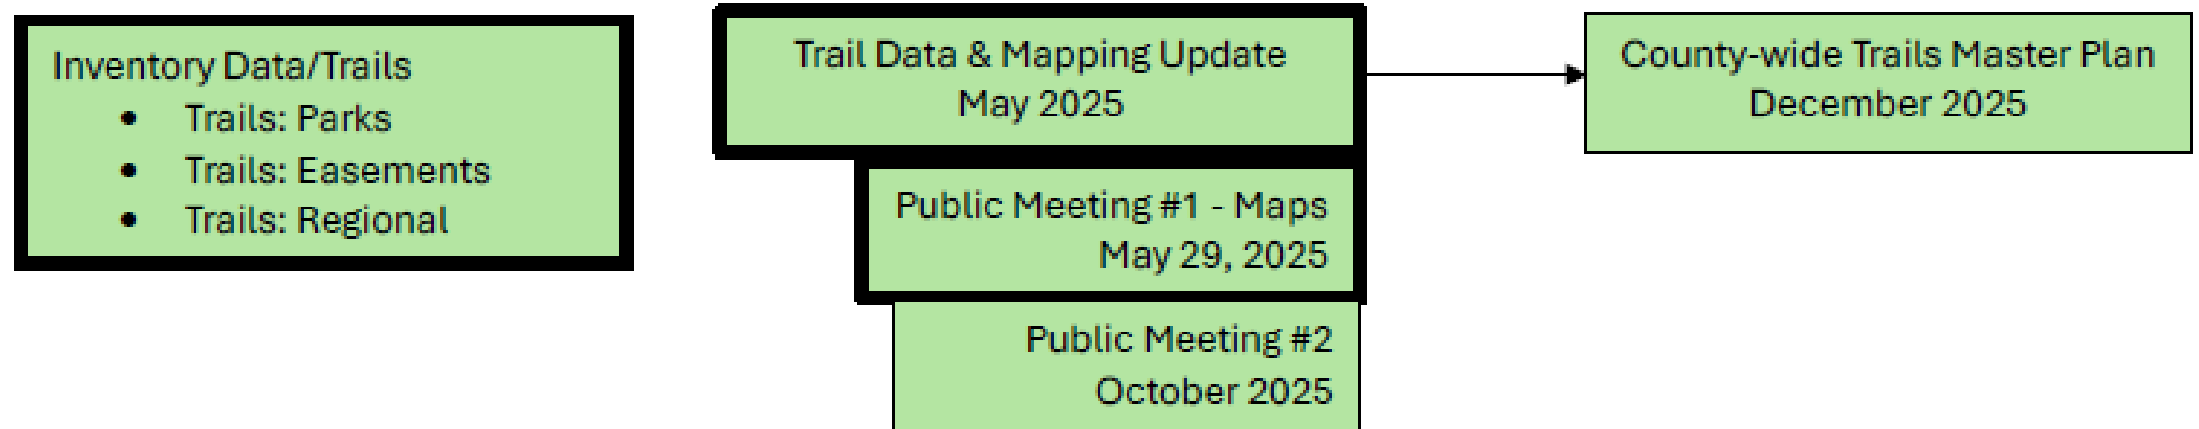 Inventory Data/Trails
• Trails: Parks
• Trails: Easements
• Trails: Regional
Trail Data & Mapping Update
May 2025
Public Meeting #1 - Maps
May 29, 2025
Public Meeting #2
October 2025
County-wide Trails Master Plan
December 2025